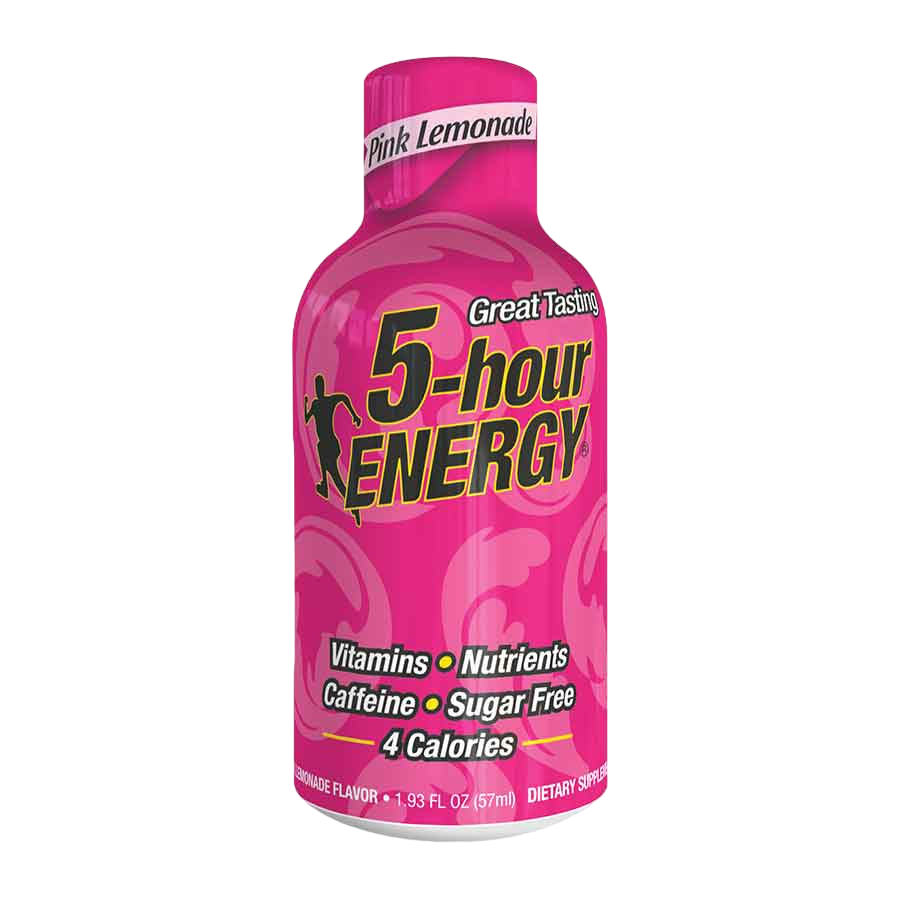 Pink Lemonade
Great Tasting
5-hour
ENERGY®
Vitamins • Nutrients
Caffeine • Sugar Free
4 Calories
LEMONADE FLAVOR • 1.93 FL OZ (57ml) DIETARY